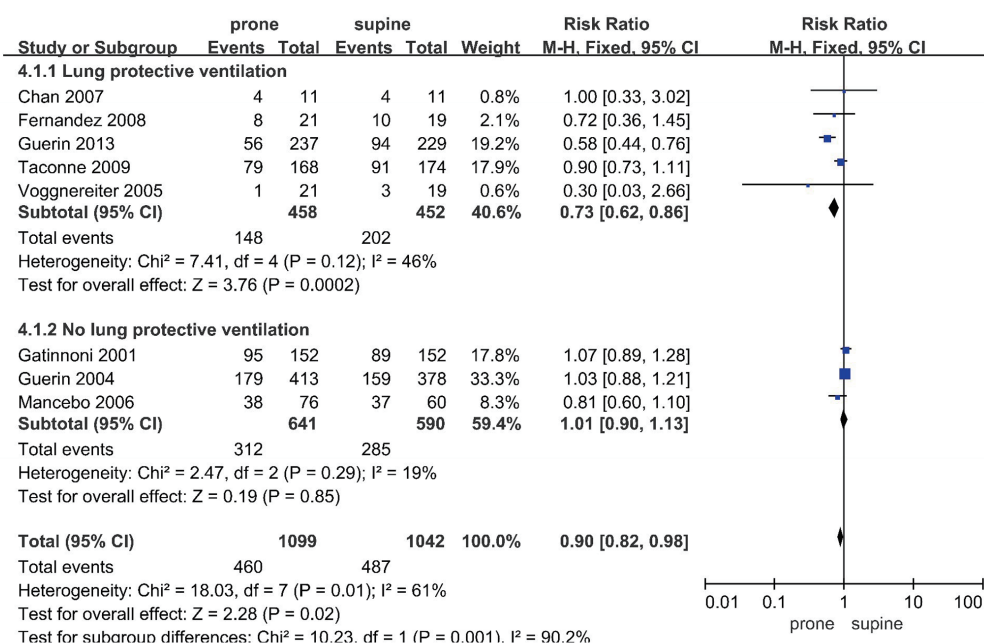 prone supine Risk Ratio Risk Ratio
Study or Subgroup Events Total Events Total Weight M-H, Fixed, 95% CI M-H, Fixed, 95% CI
4.1.1 Lung protective ventilation
Chan 2007 4 11 4 11 0.8% 1.00 [0.33, 3.02]
Fernandez 2008 8 21 10 19 2.1% 0.72 [0.36, 1.45]
Guerin 2013 56 237 94 229 19.2% 0.58 [0.44, 0.76]
Taconne 2009 79 168 91 174 17.9% 0.90 [0.73, 1.11]
Voggnereiter 2005 1 21 3 19 0.6% 0.30 [0.03, 2.66]
Subtotal (95% CI) 458 452 40.6% 0.73 [0.62, 0.86]
Total events 148 202
Heterogeneity: Chi² = 7.41, df = 4 (P = 0.12); I² = 46%
Test for overall effect: Z = 3.76 (P = 0.0002)
4.1.2 No lung protective ventilation
Gatinnoni 2001 95 152 89 152 17.8% 1.07 [0.89, 1.28]
Guerin 2004 179 413 159 378 33.3% 1.03 [0.88, 1.21]
Mancebo 2006 38 76 37 60 8.3% 0.81 [0.60, 1.10]
Subtotal (95% CI) 641 590 59.4% 1.01 [0.90, 1.13]
Total events 312 285
Heterogeneity: Chi² = 2.47, df = 2 (P = 0.29); I² = 19%
Test for overall effect: Z = 0.19 (P = 0.85)
Total (95% CI) 1099 1042 100.0% 0.90 [0.82, 0.98]
Total events 460 487
Heterogeneity: Chi² = 18.03, df = 7 (P = 0.01); I² = 61%
Test for overall effect: Z = 2.28 (P = 0.02)
Test for subgroup differences: Chi² = 10.23, df = 1 (P = 0.001), I² = 90.2%
0.01 0.1 1 10 100
prone supine